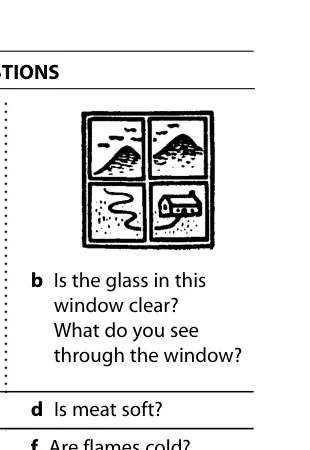 STIONS
b Is the glass in this
window clear?
What do you see
through the window?
d Is meat soft?
f Are flames cold?